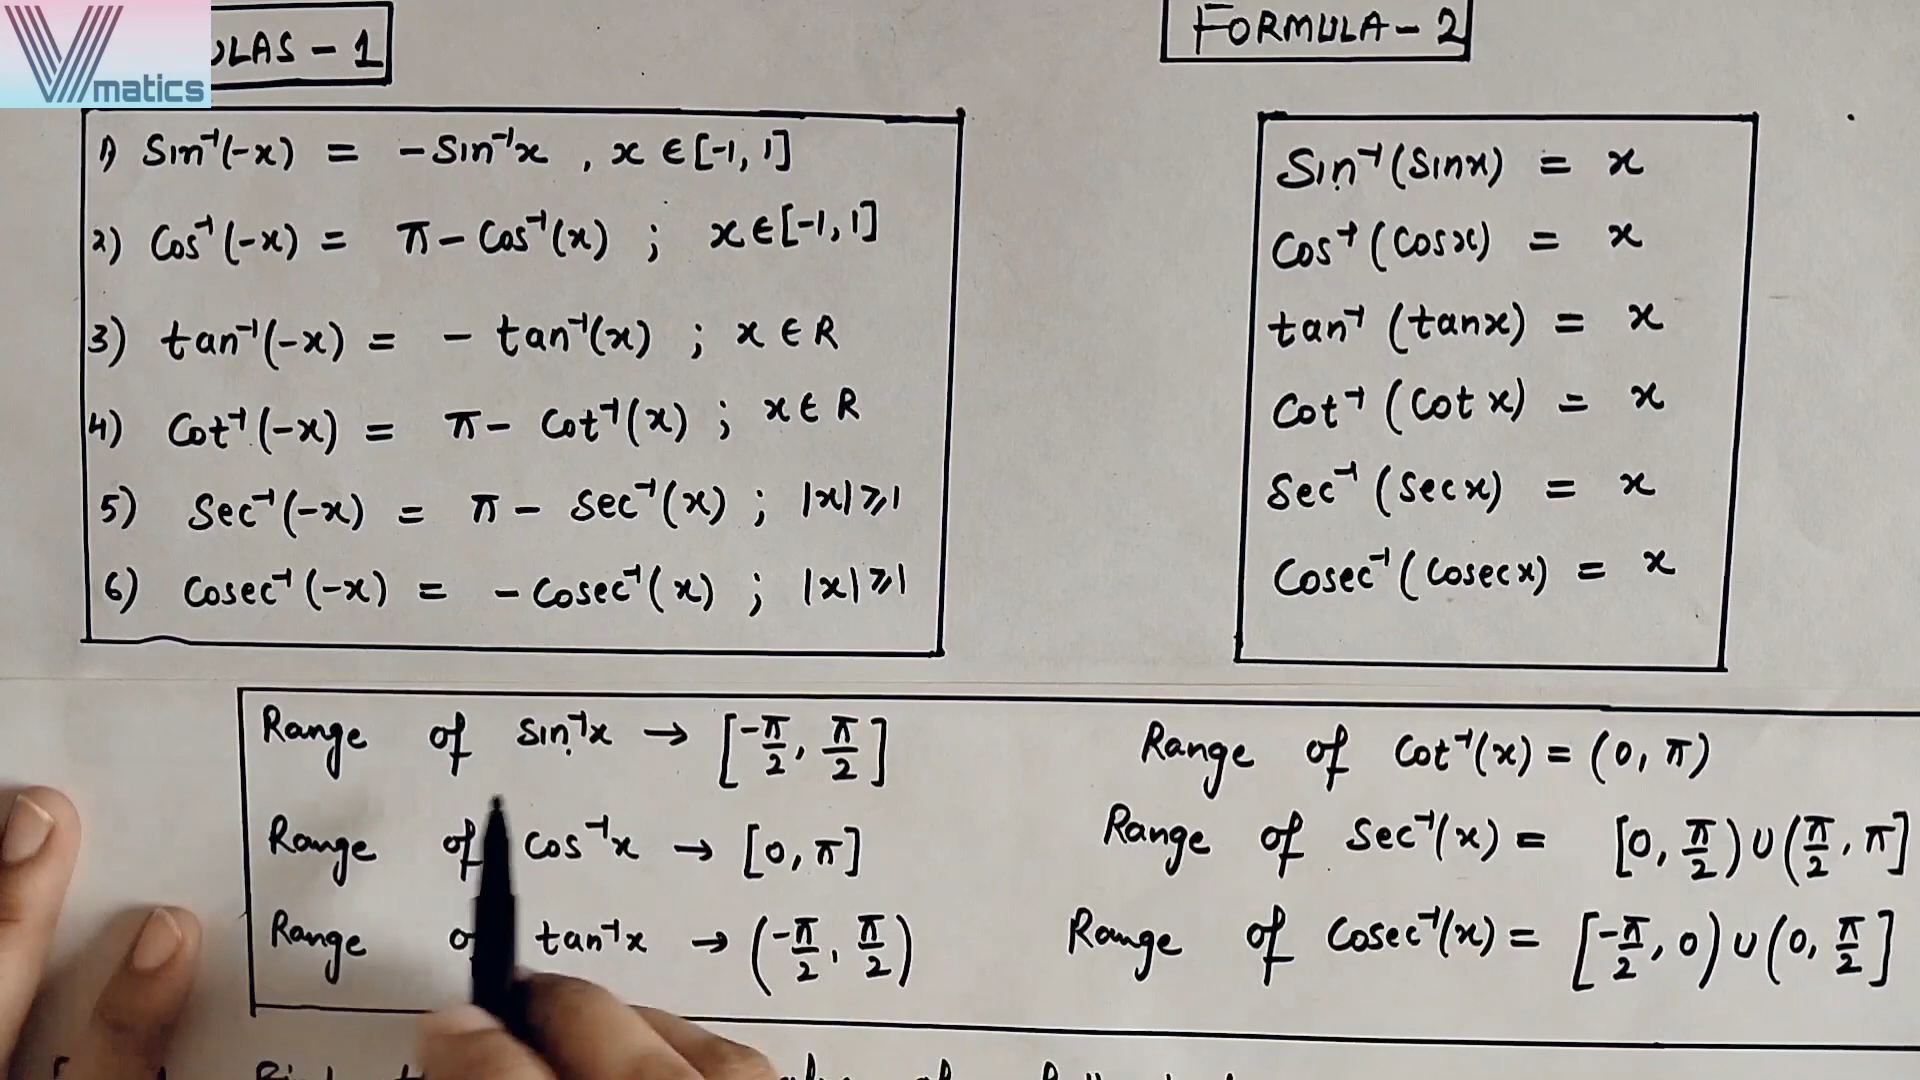 Vmatics
ULAS - 1
1) Sin⁻¹(-x) = -Sin⁻¹x , x ∈ [-1, 1]
2) Cos⁻¹(-x) = π - Cos⁻¹(x) ; x ∈ [-1, 1]
3) tan⁻¹(-x) = - tan⁻¹(x) ; x ∈ R
4) Cot⁻¹(-x) = π - Cot⁻¹(x) ; x ∈ R
5) Sec⁻¹(-x) = π - Sec⁻¹(x) ; |x| ≥ 1
6) Cosec⁻¹(-x) = - Cosec⁻¹(x) ; |x| ≥ 1
FORMULA - 2
Sin⁻¹(Sinx) = x
Cos⁻¹(Cosx) = x
tan⁻¹(tanx) = x
Cot⁻¹(Cot x) = x
Sec⁻¹(Sec x) = x
Cosec⁻¹(Cosec x) = x
Range of sin⁻¹x → [-π/2, π/2]
Range of cos⁻¹x → [0, π]
Range of tan⁻¹x → (-π/2, π/2)
Range of Cot⁻¹(x) = (0, π)
Range of Sec⁻¹(x) = [0, π/2) ∪ (π/2, π]
Range of Cosec⁻¹(x) = [-π/2, 0) ∪ (0, π/2]